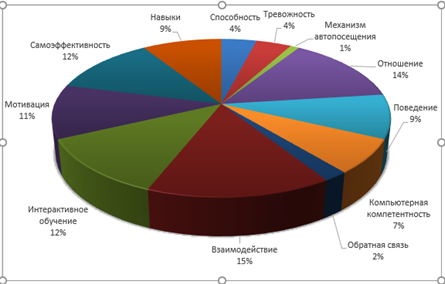 Способность
4%
Тревожность
4%
Механизм
автопосещения
1%
Отношение
14%
Поведение
9%
Компьютерная
компетентность
7%
Обратная связь
2%
Взаимодействие
15%
Интерактивное
обучение
12%
Мотивация
11%
Самоэффективность
12%
Навыки
9%